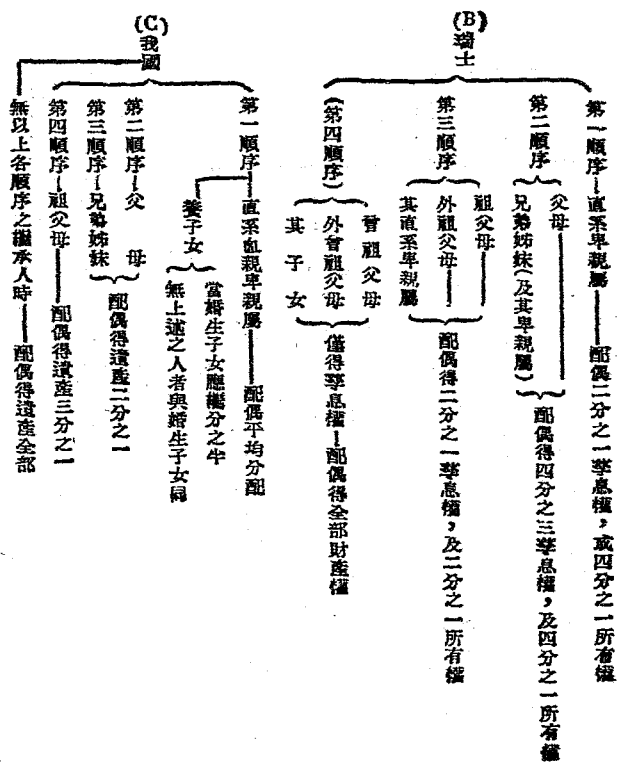 (B)瑞士
第一順序 直系卑親屬 配偶二分之一孳息權,或四分之一所有權
第二順序
父母
兄弟姊妹(及其卑親屬)
配偶得四分之三孳息權,及四分之一所有權
第三順序
祖父母
外祖父母
其直系卑親屬
配偶得二分之一孳息權,及二分之一所有權
(第四順序)
曾祖父母
外曾祖父母
其子女
僅得孳息權 配偶得全部財產權
(C)我國
第一順序 直系血親卑親屬 配偶平均分配
養子女
當婚生子女應繼分之半
無上述之人者與婚生子女同
第二順序 父母
第三順序 兄弟姊妹
配偶得遺產二分之一
第四順序 祖父母 配偶得遺產三分之二
無以上各順序之繼承人時 配偶得遺產全部